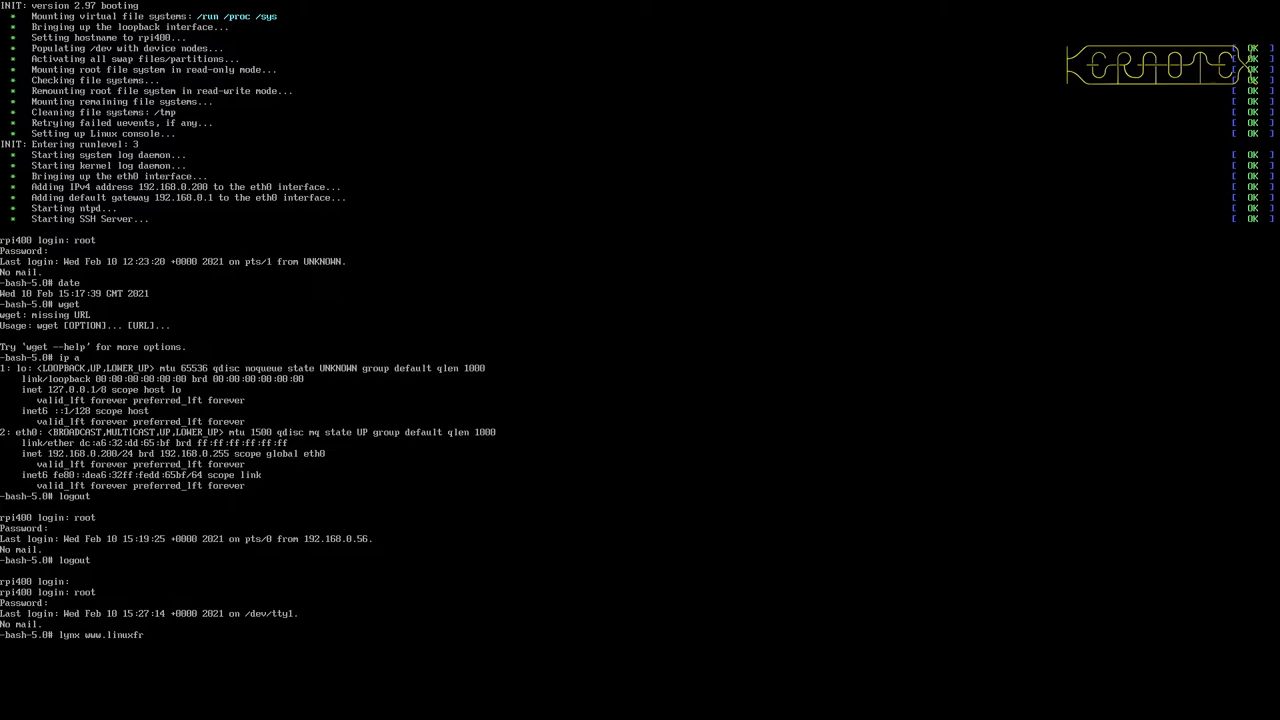 INIT: version 2.97 booting
* Mounting virtual file systems: /run /proc /sys
* Bringing up the loopback interface...
* Setting hostname to rpi400...
* Populating /dev with device nodes... [ OK ]
* Activating all swap files/partitions... [ OK ]
* Mounting root file system in read-only mode... [ OK ]
* Checking file systems... [ OK ]
* Remounting root file system in read-write mode... [ OK ]
* Mounting remaining file systems... [ OK ]
* Cleaning file systems: /tmp [ OK ]
* Retrying failed uevents, if any... [ OK ]
* Setting up Linux console... [ OK ]
INIT: Entering runlevel: 3
* Starting system log daemon... [ OK ]
* Starting kernel log daemon... [ OK ]
* Bringing up the eth0 interface... [ OK ]
* Adding IPv4 address 192.168.0.200 to the eth0 interface... [ OK ]
* Adding default gateway 192.168.0.1 to the eth0 interface... [ OK ]
* Starting ntpd... [ OK ]
* Starting SSH Server... [ OK ]
rpi400 login: root
Password:
Last login: Wed Feb 10 12:23:20 +0000 2021 on pts/1 from UNKNOWN.
No mail.
-bash-5.0# date
Wed 10 Feb 15:17:39 GMT 2021
-bash-5.0# wget
wget: missing URL
Usage: wget [OPTION]... [URL]...
Try `wget --help' for more options.
-bash-5.0# ip a
1: lo: <LOOPBACK,UP,LOWER_UP> mtu 65536 qdisc noqueue state UNKNOWN group default qlen 1000
link/loopback 00:00:00:00:00:00 brd 00:00:00:00:00:00
inet 127.0.0.1/8 scope host lo
valid_lft forever preferred_lft forever
inet6 ::1/128 scope host
valid_lft forever preferred_lft forever
2: eth0: <BROADCAST,MULTICAST,UP,LOWER_UP> mtu 1500 qdisc mq state UP group default qlen 1000
link/ether dc:a6:32:dd:65:bf brd ff:ff:ff:ff:ff:ff
inet 192.168.0.200/24 brd 192.168.0.255 scope global eth0
valid_lft forever preferred_lft forever
inet6 fe80::dea6:32ff:fedd:65bf/64 scope link
valid_lft forever preferred_lft forever
-bash-5.0# logout
rpi400 login: root
Password:
Last login: Wed Feb 10 15:19:25 +0000 2021 on pts/0 from 192.168.0.56.
No mail.
-bash-5.0# logout
rpi400 login:
rpi400 login: root
Password:
Last login: Wed Feb 10 15:27:14 +0000 2021 on /dev/tty1.
No mail.
-bash-5.0# lynx www.linuxfr